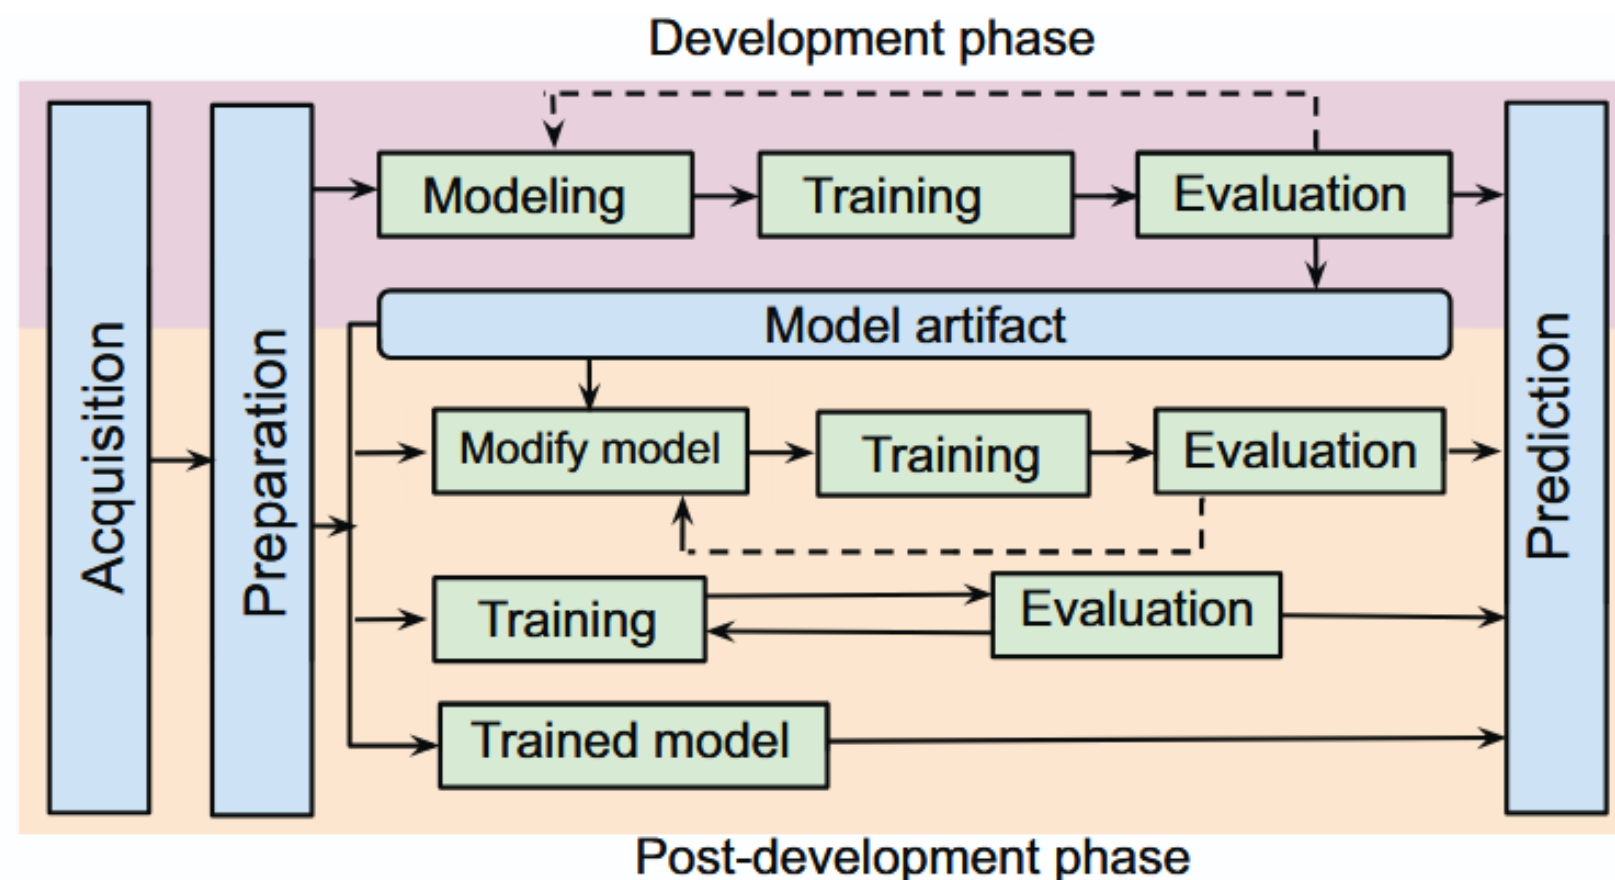 Development phase
Acquisition
Preparation
Modeling
Training
Evaluation
Model artifact
Modify model
Training
Evaluation
Training
Evaluation
Trained model
Prediction
Post-development phase